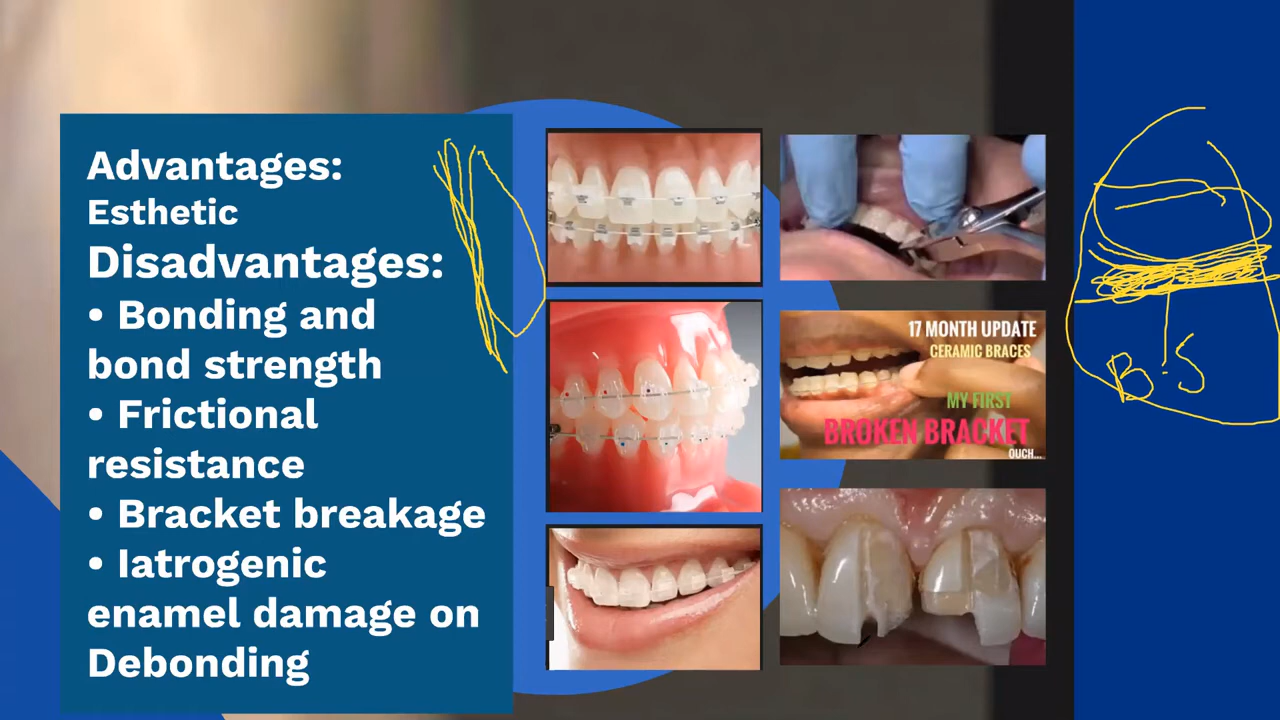 Advantages:
Esthetic
Disadvantages:
• Bonding and
bond strength
• Frictional
resistance
• Bracket breakage
• Iatrogenic
enamel damage on
Debonding
17 MONTH UPDATE
CERAMIC BRACES
MY FIRST
BROKEN BRACKET
OUCH...
B.S